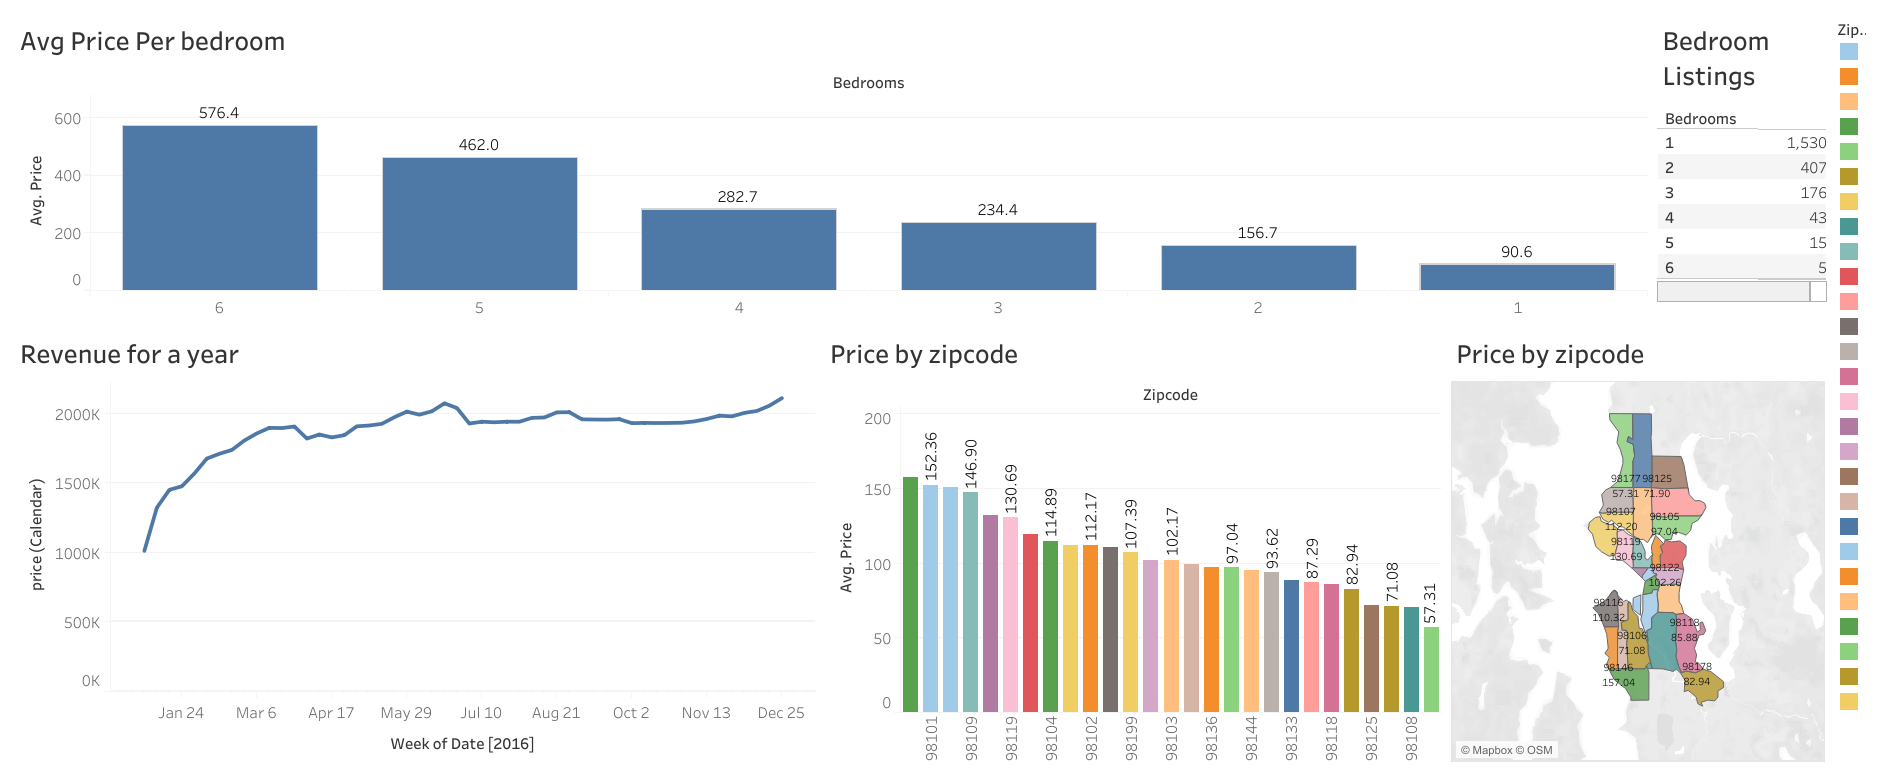 Avg Price Per bedroom
Bedrooms
Avg. Price
600
400
200
0
576.4
462.0
282.7
234.4
156.7
90.6
6
5
4
3
2
1
Bedroom
Listings
Bedrooms
1 1,530
2 407
3 176
4 43
5 15
6 5
Zip..
Revenue for a year
price (Calendar)
2000K
1500K
1000K
500K
0K
Jan 24
Mar 6
Apr 17
May 29
Jul 10
Aug 21
Oct 2
Nov 13
Dec 25
Week of Date [2016]
Price by zipcode
Zipcode
Avg. Price
200
150
100
50
0
152.36
146.90
130.69
114.89
112.17
107.39
102.17
97.04
93.62
87.29
82.94
71.08
57.31
98101
98109
98119
98104
98102
98199
98103
98136
98144
98133
98118
98125
98108
Price by zipcode
98177 98125
57.31 71.90
98107
112.20
98105
97.04
98119
130.69
98122
102.26
98116
110.32
98118
85.88
98106
71.08
98146
157.04
98178
82.94
© Mapbox © OSM